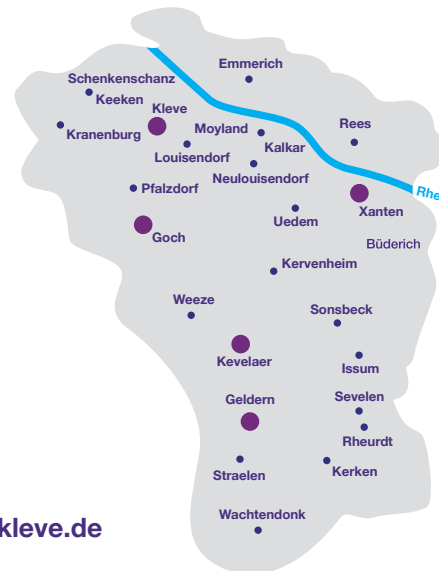 Emmerich
Schenkenschanz
Keeken
Kleve
Kranenburg
Moyland
Rees
Kalkar
Louisendorf
Neulouisendorf
Pfalzdorf
Rhe
Xanten
Uedem
Goch
Büderich
Kervenheim
Weeze
Sonsbeck
Kevelaer
Issum
Geldern
Sevelen
Rheurdt
Straelen
Kerken
Wachtendonk
kleve.de